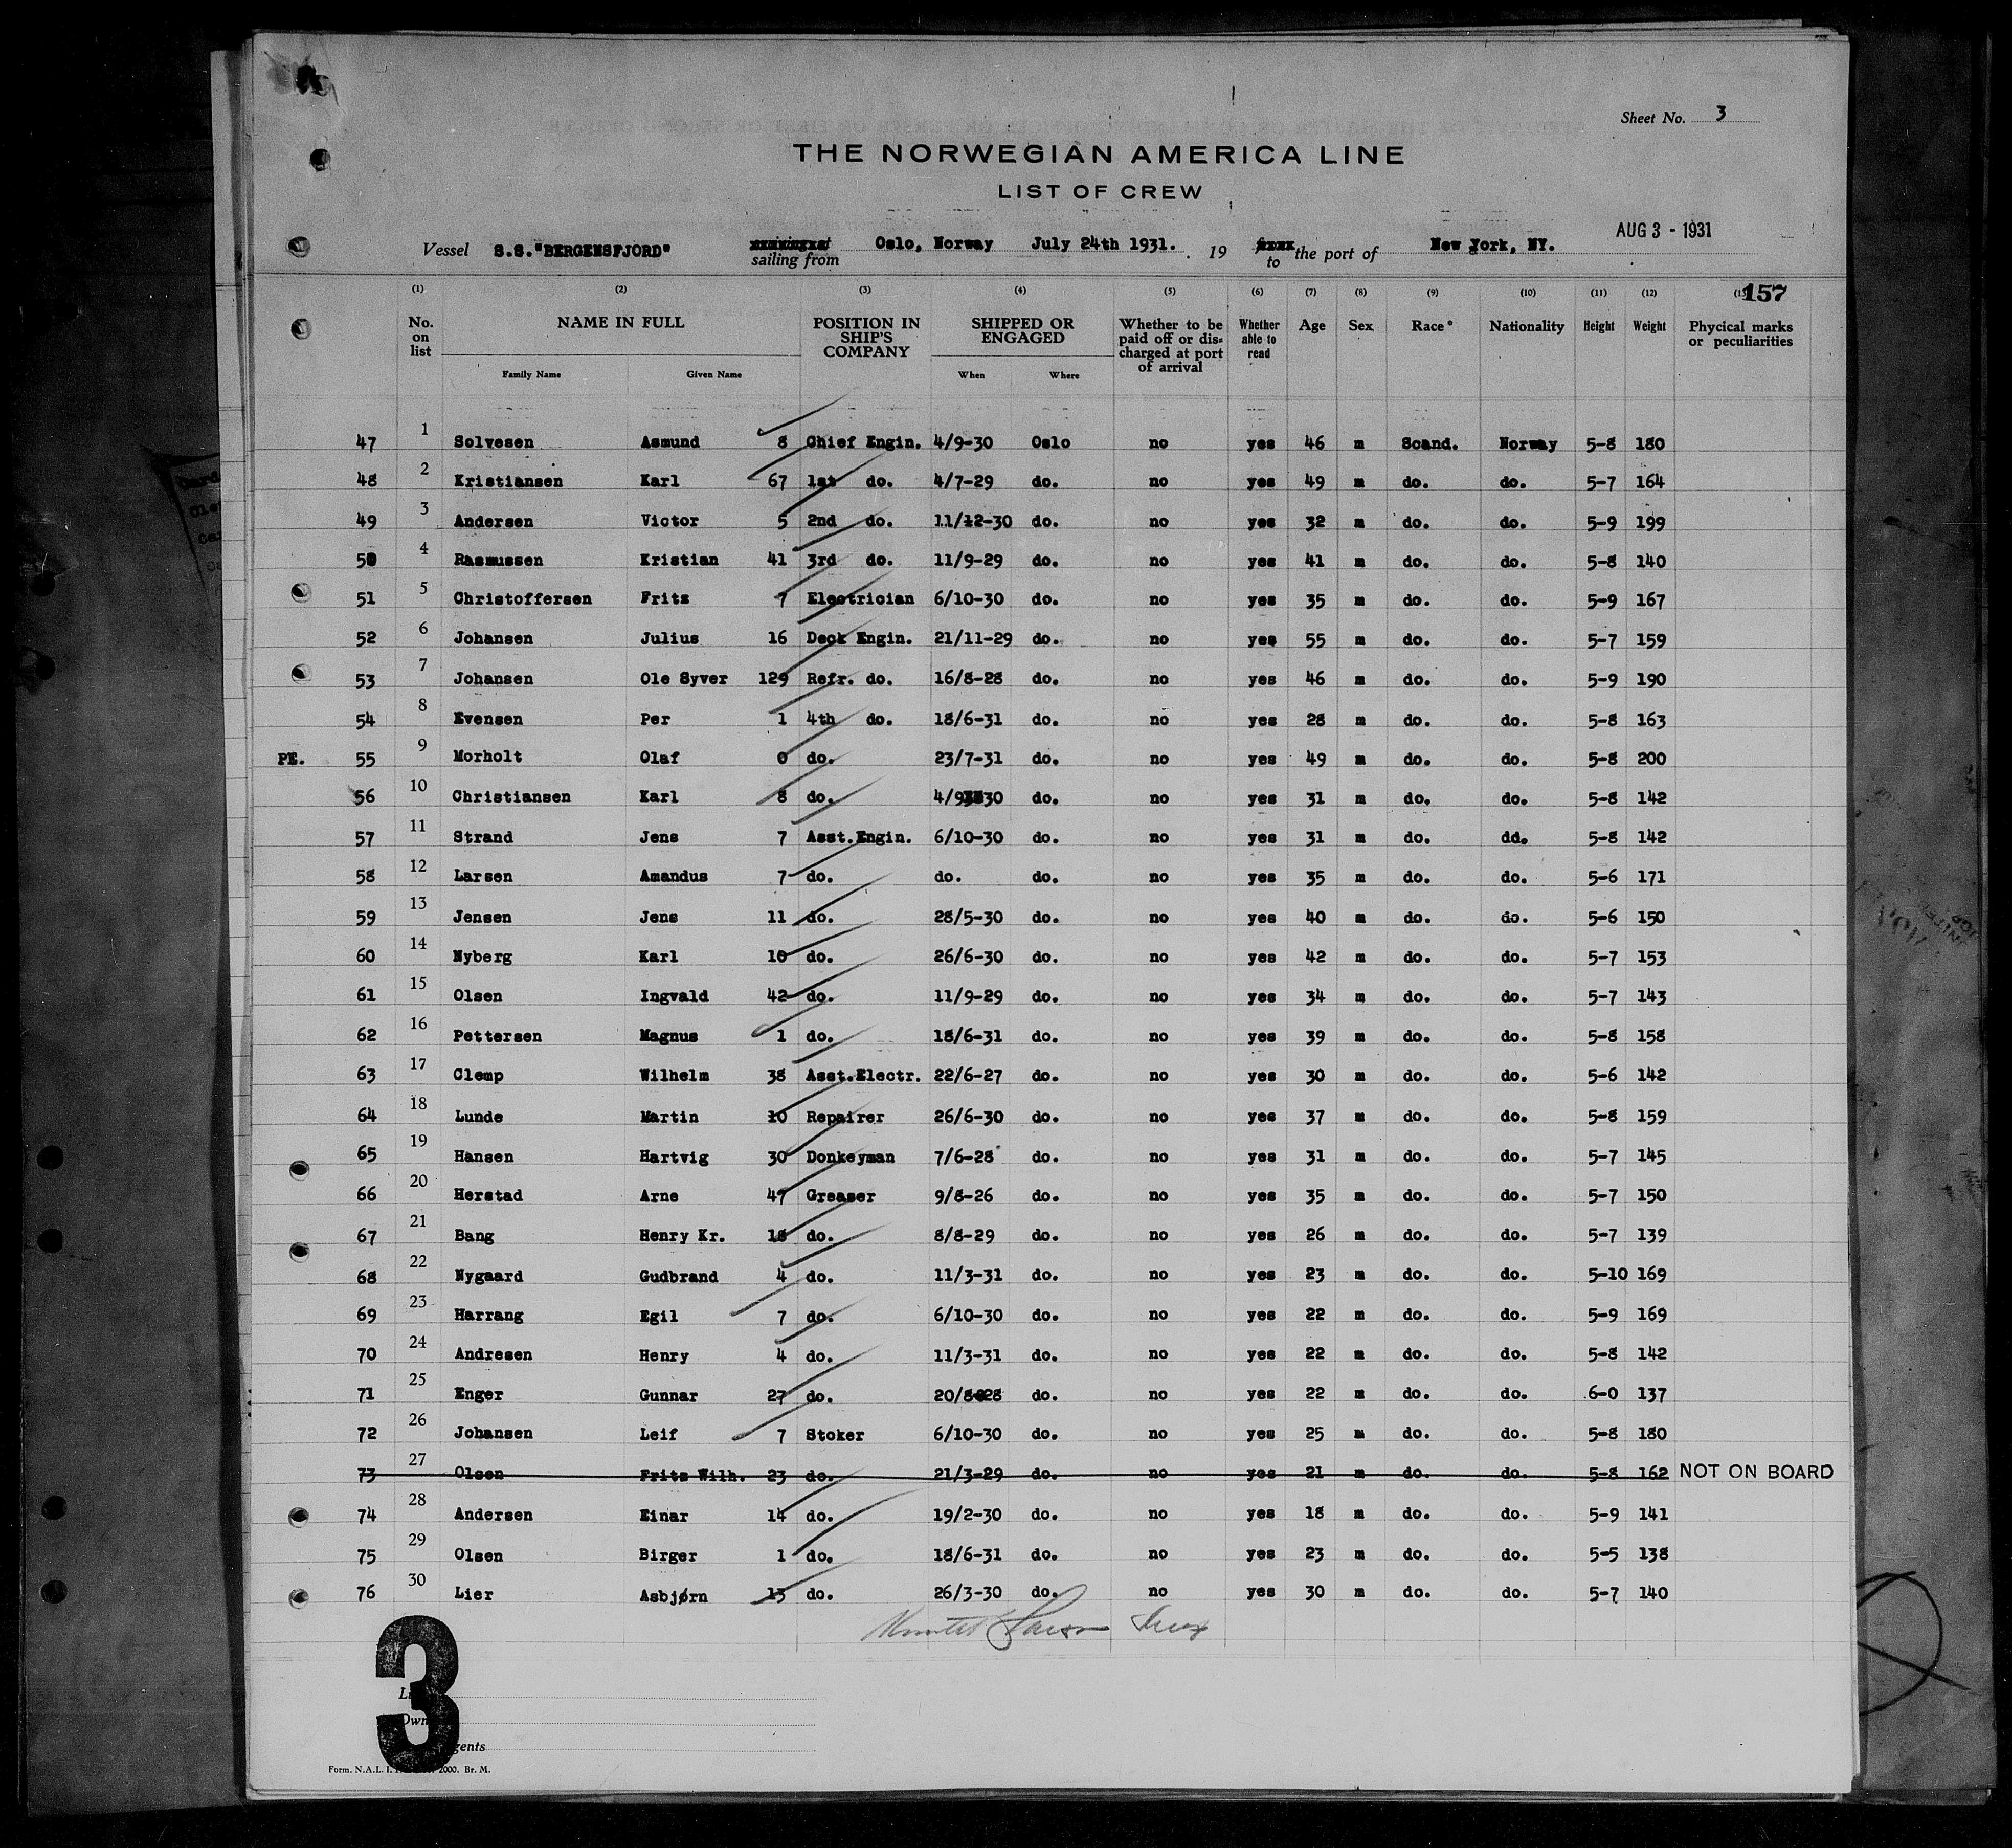 Sheet No. 3
THE NORWEGIAN AMERICA LINE
LIST OF CREW
AUG 3 - 1931
Vessel S.S."BERGENSFJORD" sailing from Oslo, Norway July 24th 1931. 19 to the port of New York, NY.
(1) (2) (3) (4) (5) (6) (7) (8) (9) (10) (11) (12) 157
No. on list NAME IN FULL Family Name Given Name POSITION IN SHIP'S COMPANY SHIPPED OR ENGAGED When Where Whether to be paid off or discharged at port of arrival Whether able to read Age Sex Race* Nationality Height Weight Phycical marks or peculiarities
47 1 Solvesen Asmund 8 Chief Engin. 4/9-30 Oslo no yes 46 m Scand. Norway 5-8 180
48 2 Kristiansen Karl 67 1st do. 4/7-29 do. no yes 49 m do. do. 5-7 164
49 3 Andersen Victor 5 2nd do. 11/12-30 do. no yes 32 m do. do. 5-9 199
50 4 Rasmussen Kristian 41 3rd do. 11/9-29 do. no yes 41 m do. do. 5-8 140
51 5 Christoffersen Frits 7 Electrician 6/10-30 do. no yes 35 m do. do. 5-9 167
52 6 Johansen Julius 16 Deck Engin. 21/11-29 do. no yes 55 m do. do. 5-7 159
53 7 Johansen Ole Syver 129 Refr. do. 16/8-28 do. no yes 46 m do. do. 5-9 190
54 8 Evensen Per 1 4th do. 18/6-31 do. no yes 28 m do. do. 5-8 163
PE. 55 9 Morholt Olaf 0 do. 23/7-31 do. no yes 49 m do. do. 5-8 200
56 10 Christiansen Karl 8 do. 4/9 30 do. no yes 31 m do. do. 5-8 142
57 11 Strand Jens 7 Asst.Engin. 6/10-30 do. no yes 31 m do. dd. 5-8 142
58 12 Larsen Amandus 7 do. do. do. no yes 35 m do. do. 5-6 171
59 13 Jensen Jens 11 do. 28/5-30 do. no yes 40 m do. do. 5-6 150
60 14 Nyberg Karl 10 do. 26/6-30 do. no yes 42 m do. do. 5-7 153
61 15 Olsen Ingvald 42 do. 11/9-29 do. no yes 34 m do. do. 5-7 143
62 16 Pettersen Magnus 1 do. 18/6-31 do. no yes 39 m do. do. 5-8 158
63 17 Clemp Wilhelm 38 Asst.Electr. 22/6-27 do. no yes 30 m do. do. 5-6 142
64 18 Lunde Martin 10 Repairer 26/6-30 do. no yes 37 m do. do. 5-8 159
65 19 Hansen Hartvig 30 Donkeyman 7/6-28 do. no yes 31 m do. do. 5-7 145
66 20 Herstad Arne 47 Greaser 9/8-26 do. no yes 35 m do. do. 5-7 150
67 21 Bang Henry Kr. 18 do. 8/8-29 do. no yes 26 m do. do. 5-7 139
68 22 Nygaard Gudbrand 4 do. 11/3-31 do. no yes 23 m do. do. 5-10 169
69 23 Harrang Egil 7 do. 6/10-30 do. no yes 22 m do. do. 5-9 169
70 24 Andresen Henry 4 do. 11/3-31 do. no yes 22 m do. do. 5-8 142
71 25 Enger Gunnar 27 do. 20/8-28 do. no yes 22 m do. do. 6-0 137
72 26 Johansen Leif 7 Stoker 6/10-30 do. no yes 25 m do. do. 5-8 180
73 27 Olsen Frits Wilh. 23 do. 21/3-29 do. no yes 21 m do. do. 5-8 162 NOT ON BOARD
74 28 Andersen Einar 14 do. 19/2-30 do. no yes 18 m do. do. 5-9 141
75 29 Olsen Birger 1 do. 18/6-31 do. no yes 23 m do. do. 5-5 138
76 30 Lier Asbjørn 13 do. 26/3-30 do. no yes 30 m do. do. 5-7 140
3
Form. N.A.L. 2000. Br. M.